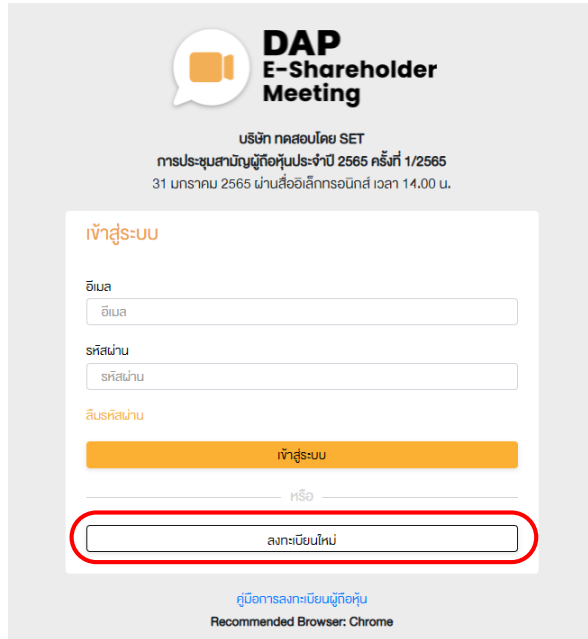 DAP
E-Shareholder
Meeting
บริษัท ทดสอบโดย SET
การประชุมสามัญผู้ถือหุ้นประจำปี 2565 ครั้งที่ 1/2565
31 มกราคม 2565 ผ่านสื่ออิเล็กทรอนิกส์ เวลา 14.00 น.
เข้าสู่ระบบ
อีเมล
อีเมล
รหัสผ่าน
รหัสผ่าน
ลืมรหัสผ่าน
เข้าสู่ระบบ
หรือ
ลงทะเบียนใหม่
คู่มือการลงทะเบียนผู้ถือหุ้น
Recommended Browser: Chrome